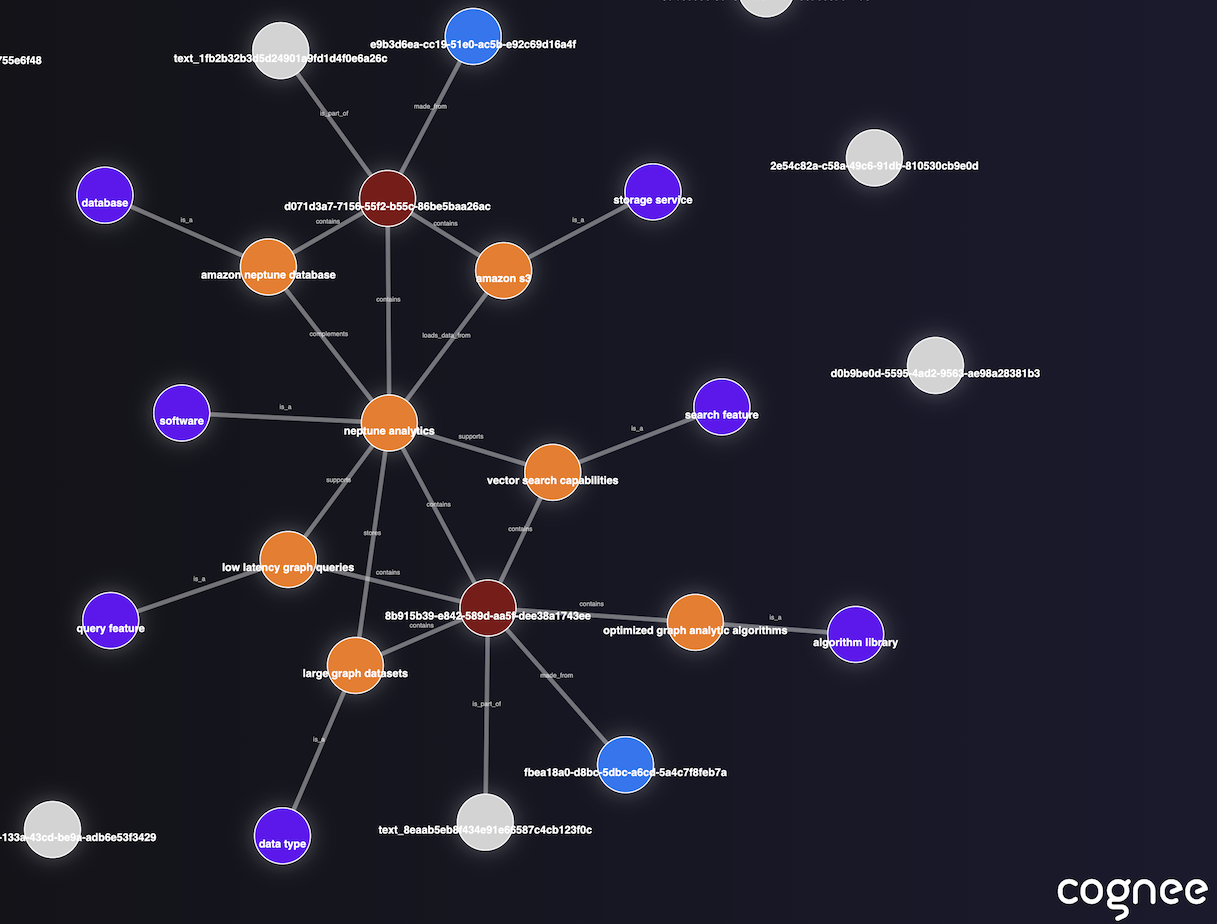 755e6f48
text_1fb2b32b3d5d24901a9fd1d4f0e6a26c
e9b3d6ea-cc19-51e0-ac5b-e92c69d16a4f
is_part_of
made_from
2e54c82a-c58a-49c6-91db-810530cb9e0d
database
storage service
d071d3a7-7156-55f2-b55c-86be5baa26ac
is_a
contains
contains
is_a
amazon neptune database
amazon s3
contains
complements
loads_data_from
d0b9be0d-5595-4ad2-9563-ae98a28381b3
software
is_a
neptune analytics
search feature
supports
is_a
vector search capabilities
supports
contains
stores
contains
low latency graph queries
contains
is_a
query feature
8b915b39-e842-589d-aa5f-dee38a1743ee
contains
contains
optimized graph analytic algorithms
is_a
algorithm library
large graph datasets
made_from
is_part_of
is_a
fbea18a0-d8bc-5dbc-a6cd-5a4c7f8feb7a
-133a-43cd-be9a-adb6e53f3429
data type
text_8eaab5eb8f434e91e66587c4cb123f0c
cognee